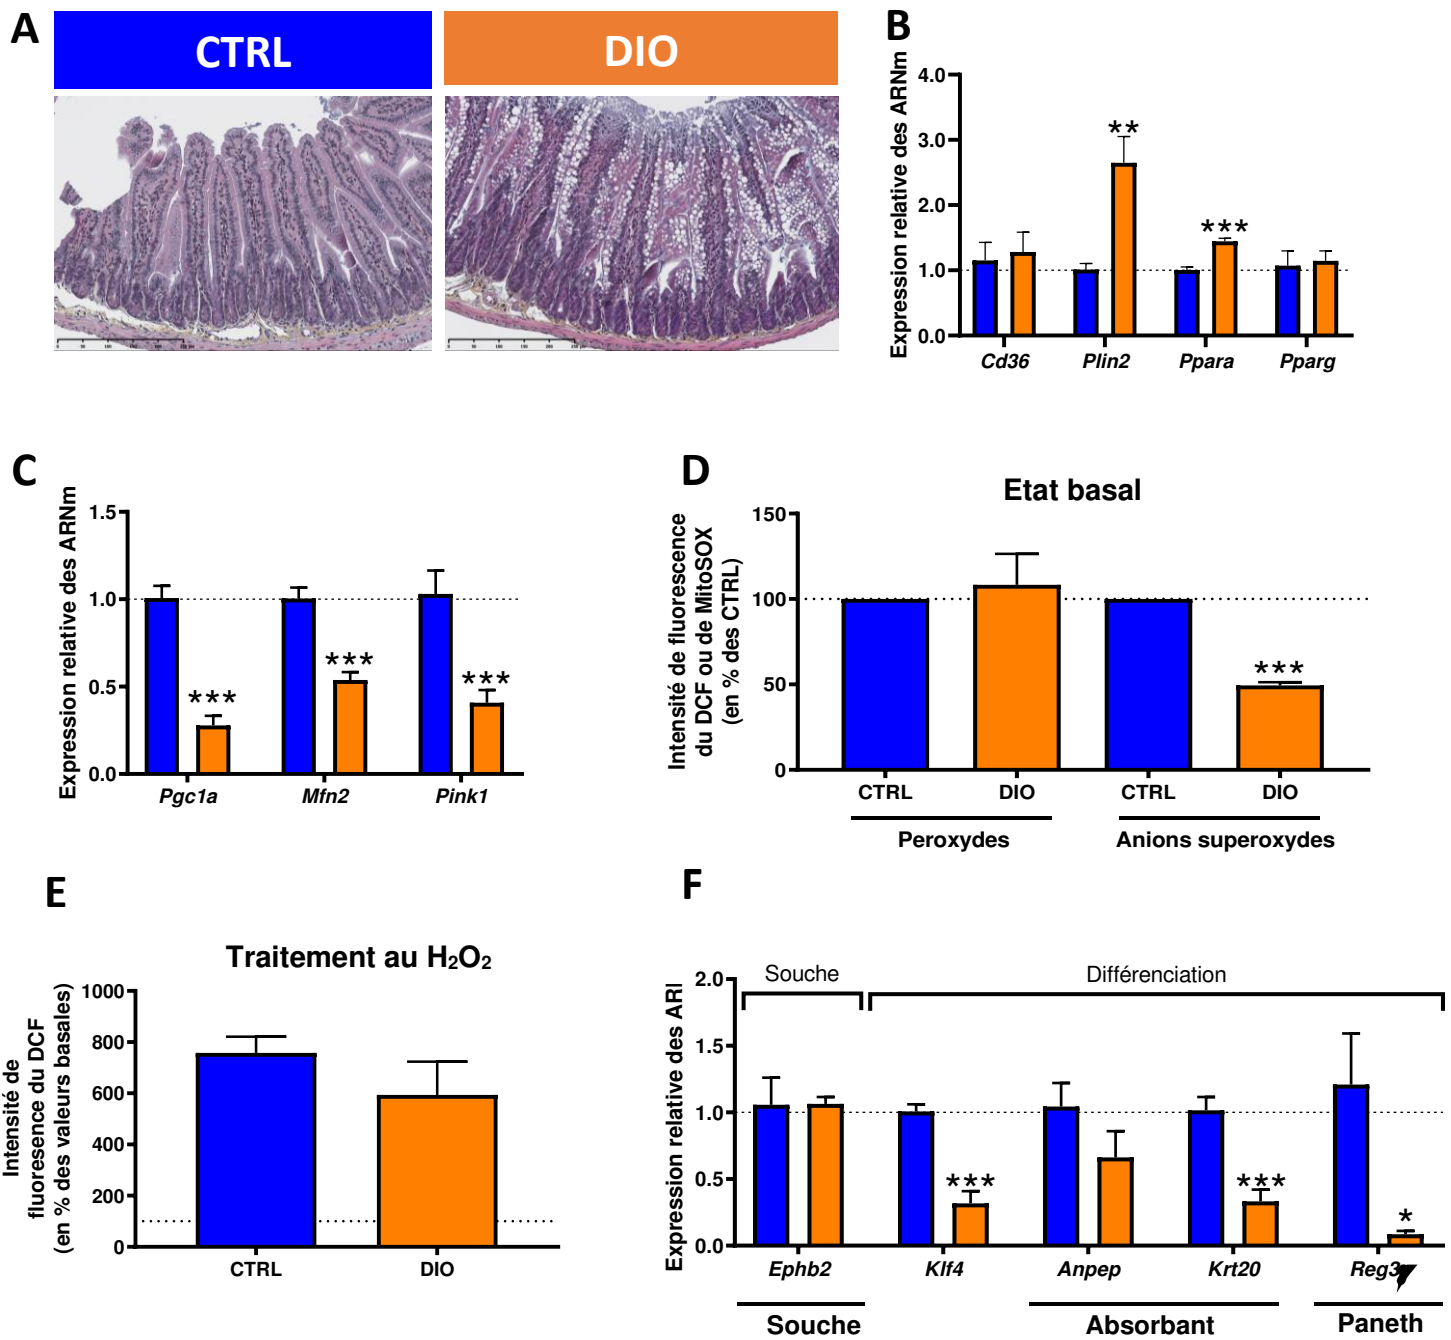 A
CTRL
DIO
B
Expression relative des ARNm
4.0
3.0
2.0
1.0
0.0
**
***
Cd36
Plin2
Ppara
Pparg
C
Expression relative des ARNm
1.5
1.0
0.5
0.0
***
***
***
Pgc1a
Mfn2
Pink1
D
Etat basal
Intensité de fluorescence
du DCF ou de MitoSOX
(en % des CTRL)
150
100
50
0
***
CTRL
DIO
CTRL
DIO
Peroxydes
Anions superoxydes
E
Traitement au H₂O₂
Intensité de
fluorescence du DCF
(en % des valeurs basales)
1000
800
600
400
200
0
CTRL
DIO
F
Souche
Différenciation
Expression relative des ARI
2.0
1.5
1.0
0.5
0.0
***
***
*
Ephb2
Klf4
Anpep
Krt20
Reg3
Souche
Absorbant
Paneth